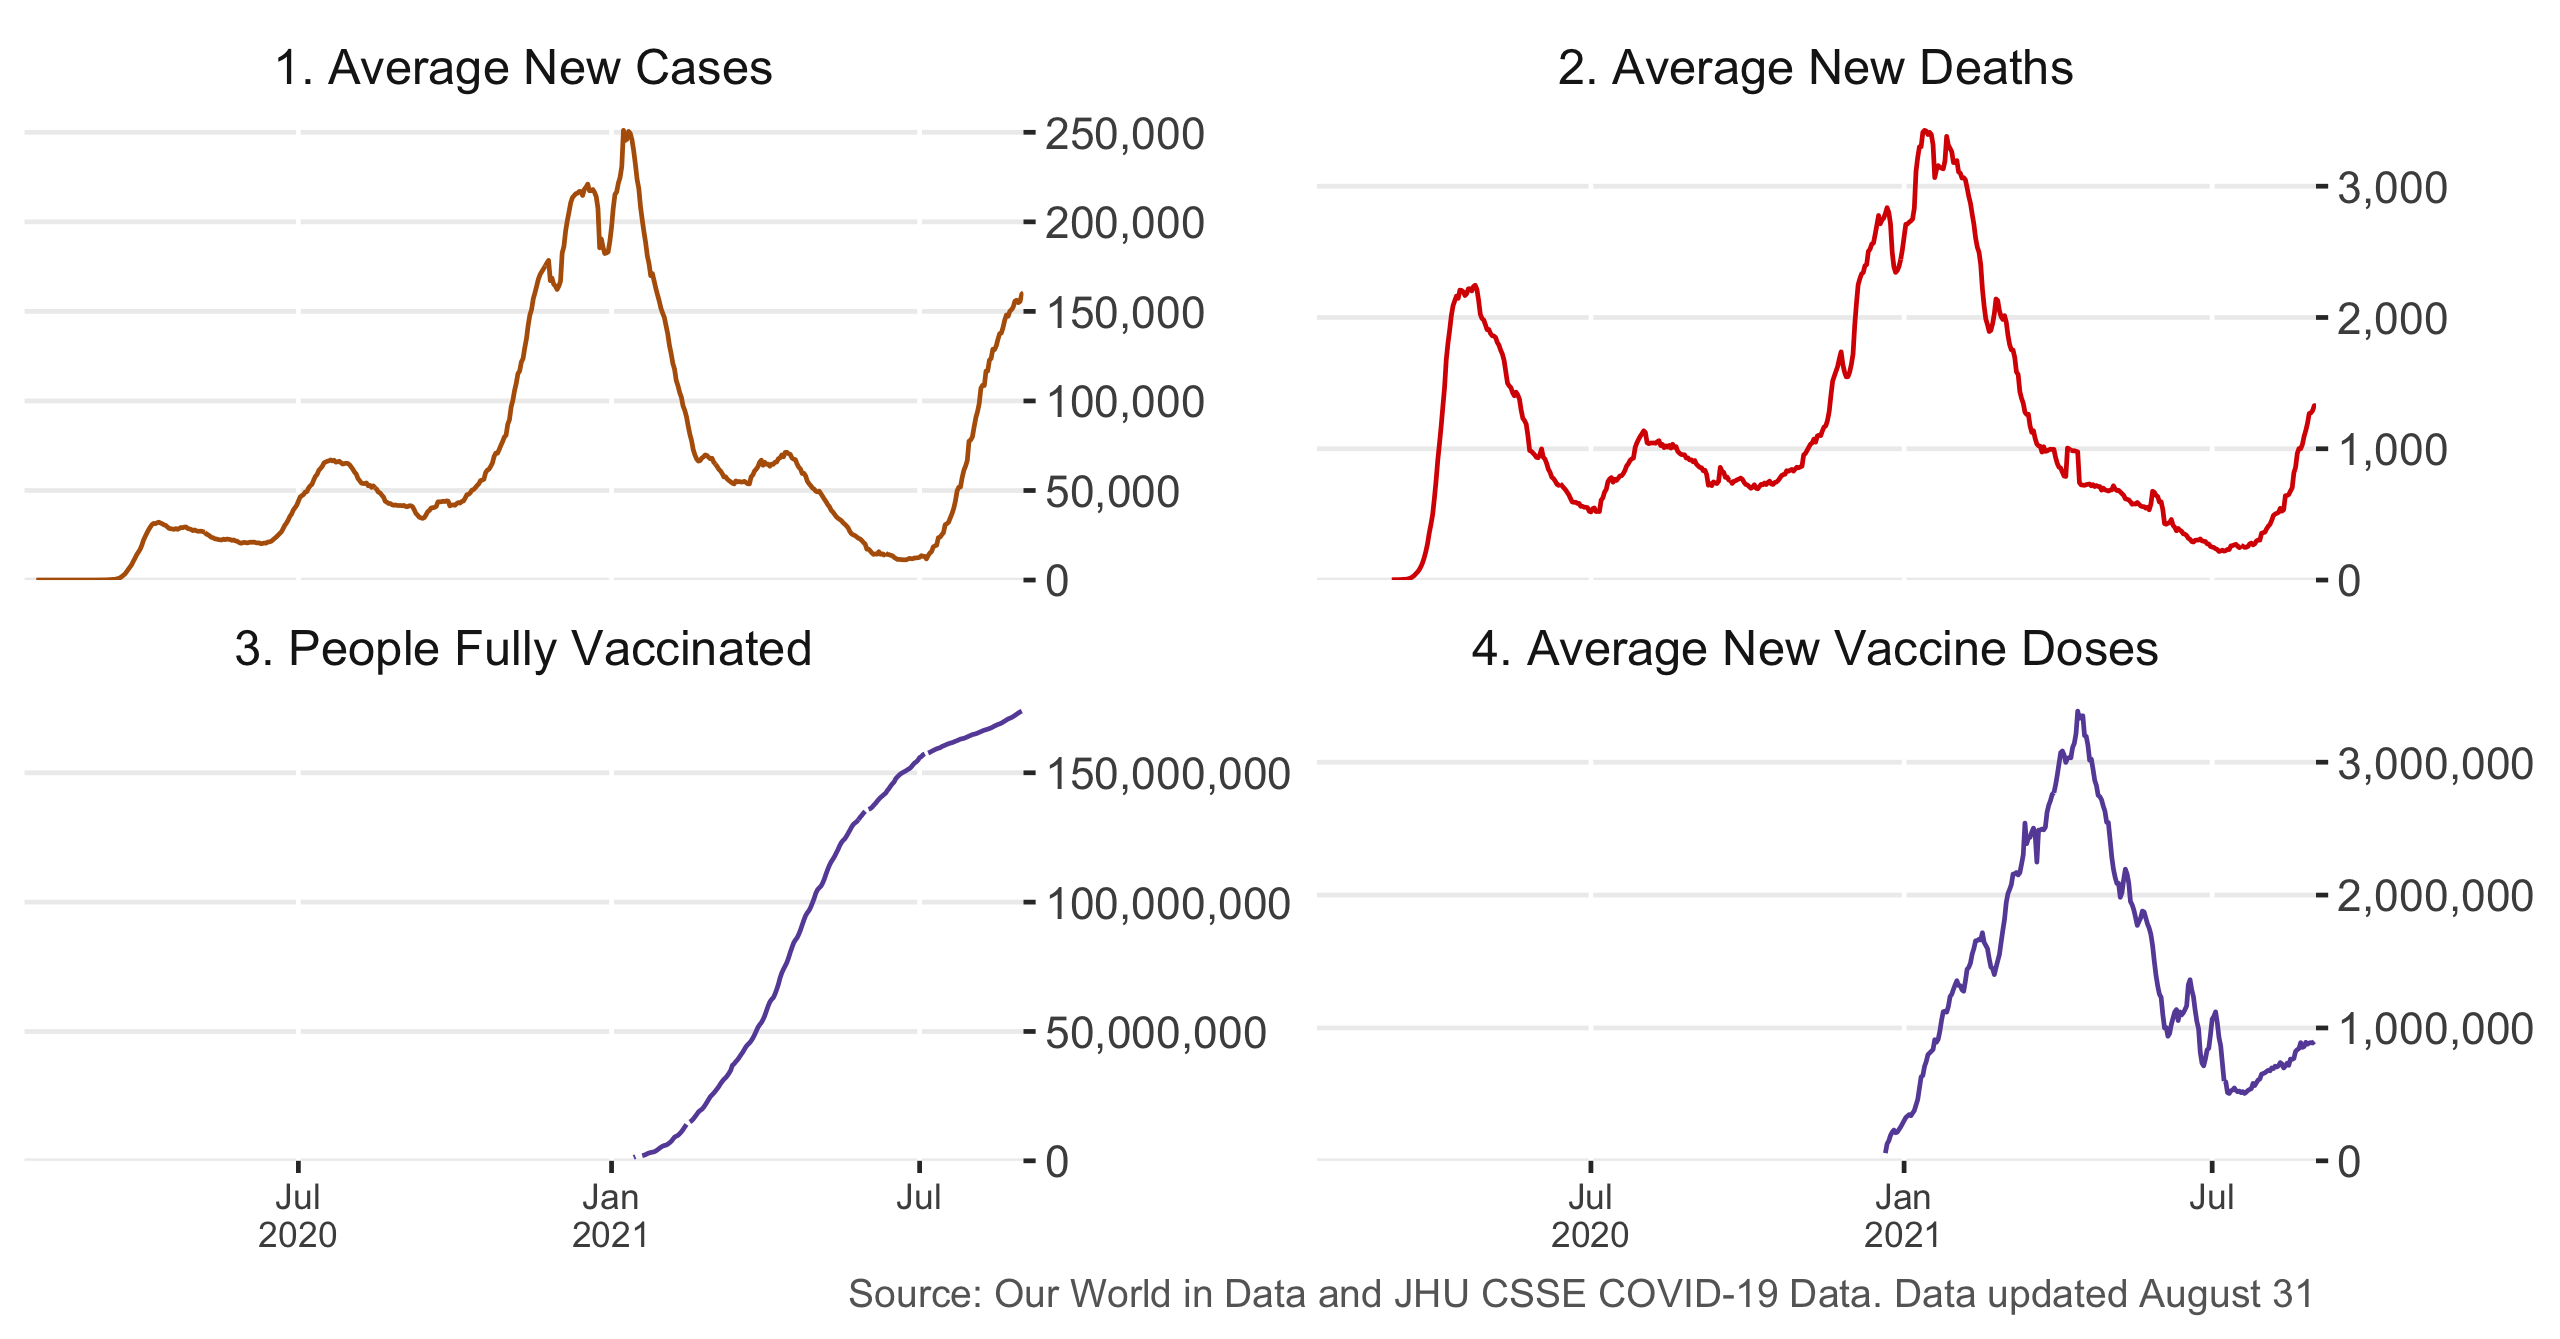 1. Average New Cases
250,000
200,000
150,000
100,000
50,000
0
2. Average New Deaths
3,000
2,000
1,000
0
3. People Fully Vaccinated
150,000,000
100,000,000
50,000,000
0
Jul
2020
Jan
2021
Jul
4. Average New Vaccine Doses
3,000,000
2,000,000
1,000,000
0
Jul
2020
Jan
2021
Jul
Source: Our World in Data and JHU CSSE COVID-19 Data. Data updated August 31